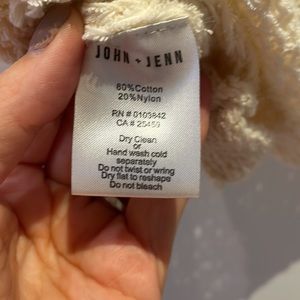 JOHN + JENN
80%Cotton
20%Nylon
RN # 0103842
CA # 25459
Dry Clean
or
Hand wash cold
separately
Do not twist or wring
Dry flat to reshape
Do not bleach